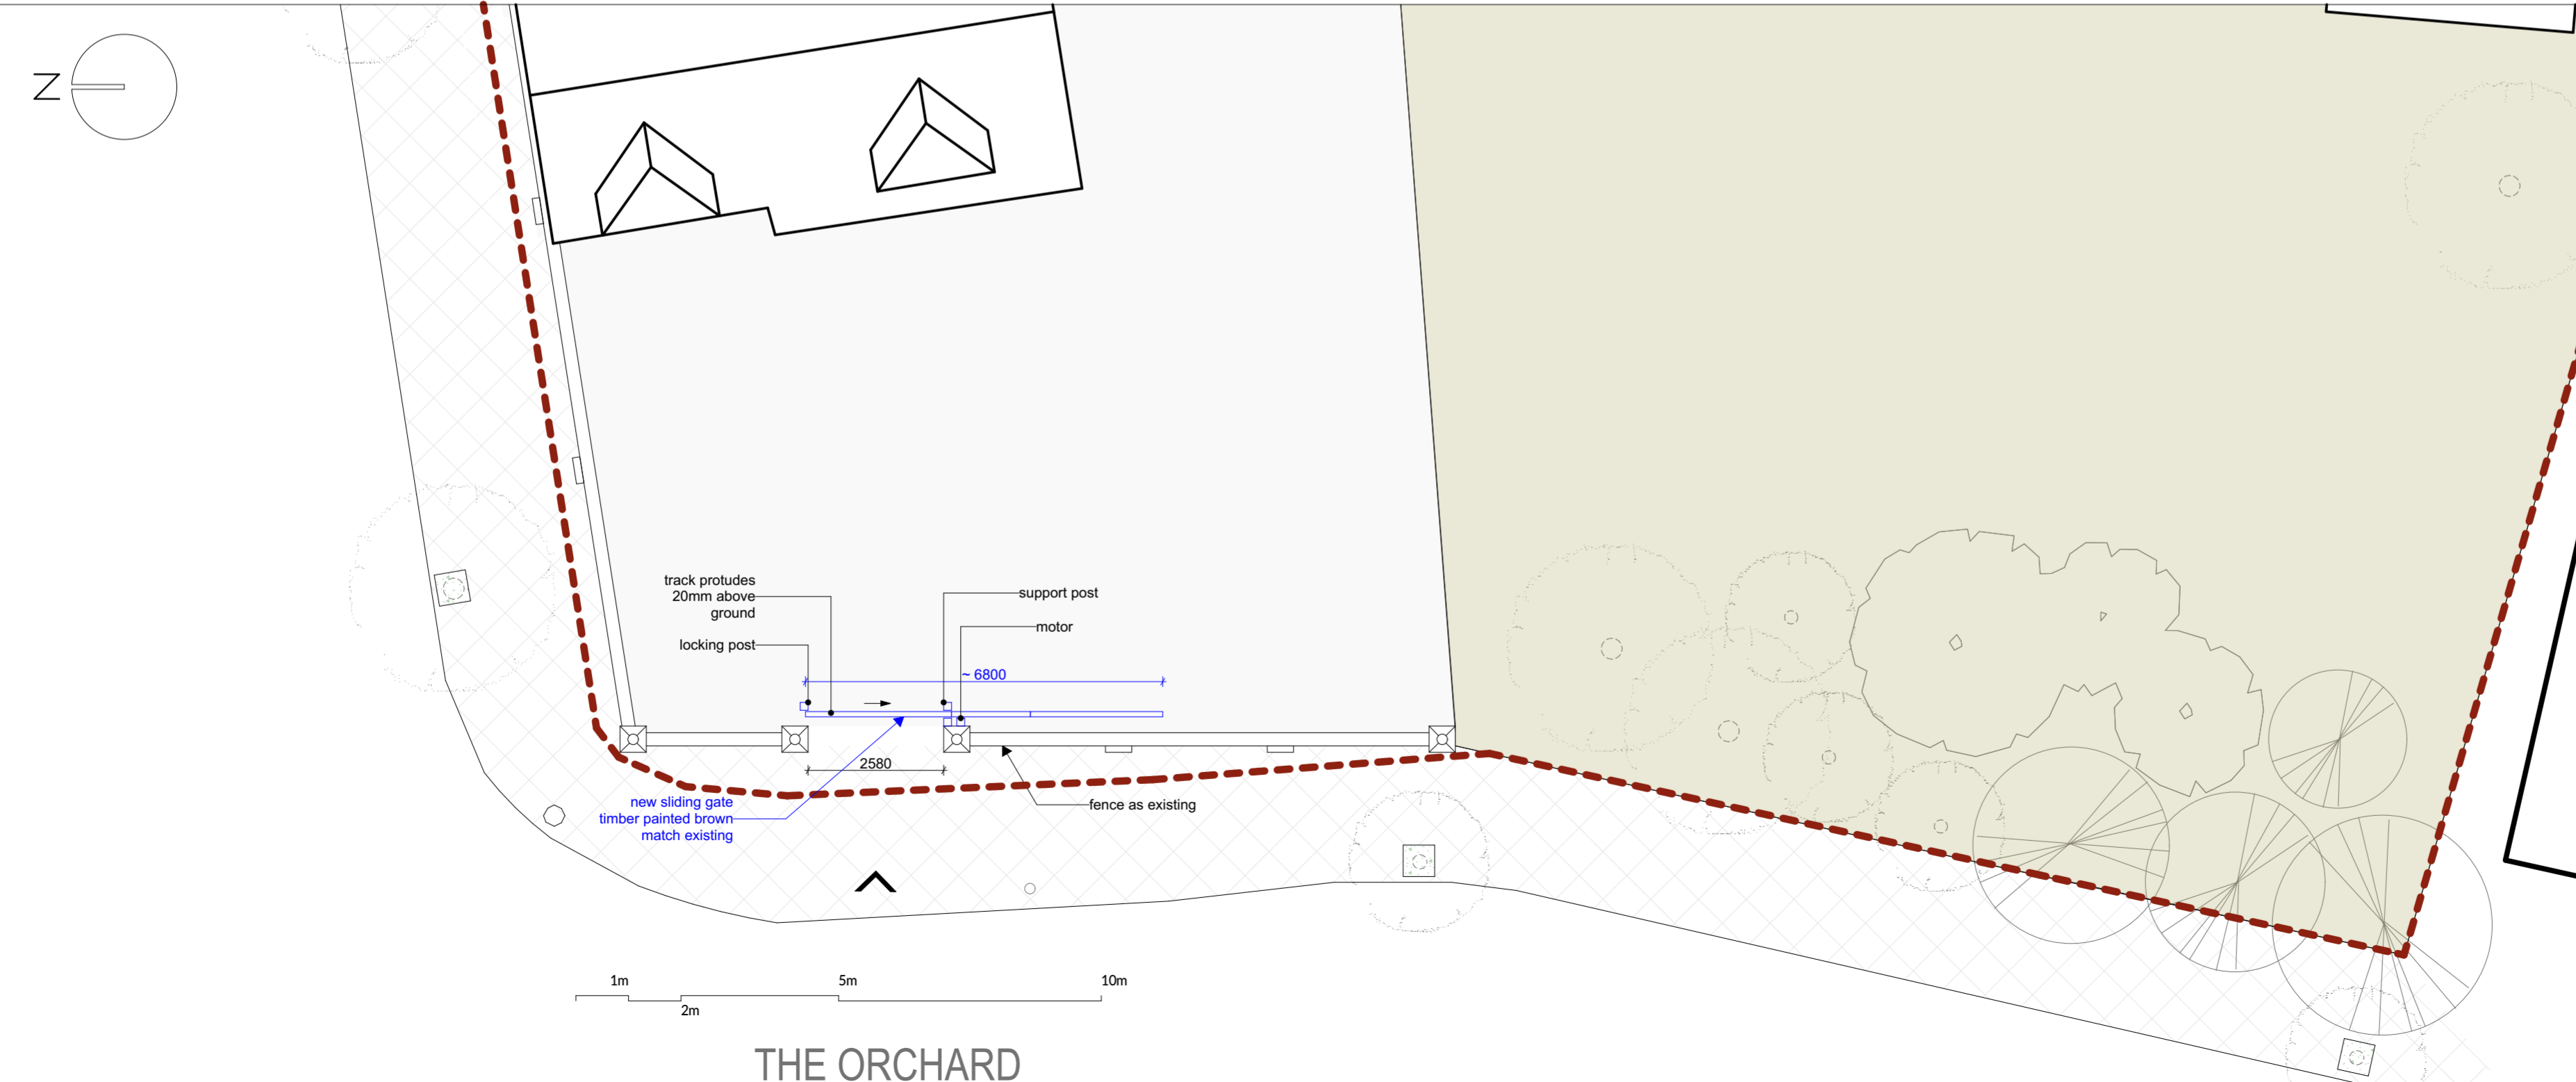 N
track protudes
20mm above
ground
locking post
support post
motor
~ 6800
2580
new sliding gate
timber painted brown
match existing
fence as existing
1m
5m
10m
2m
THE ORCHARD